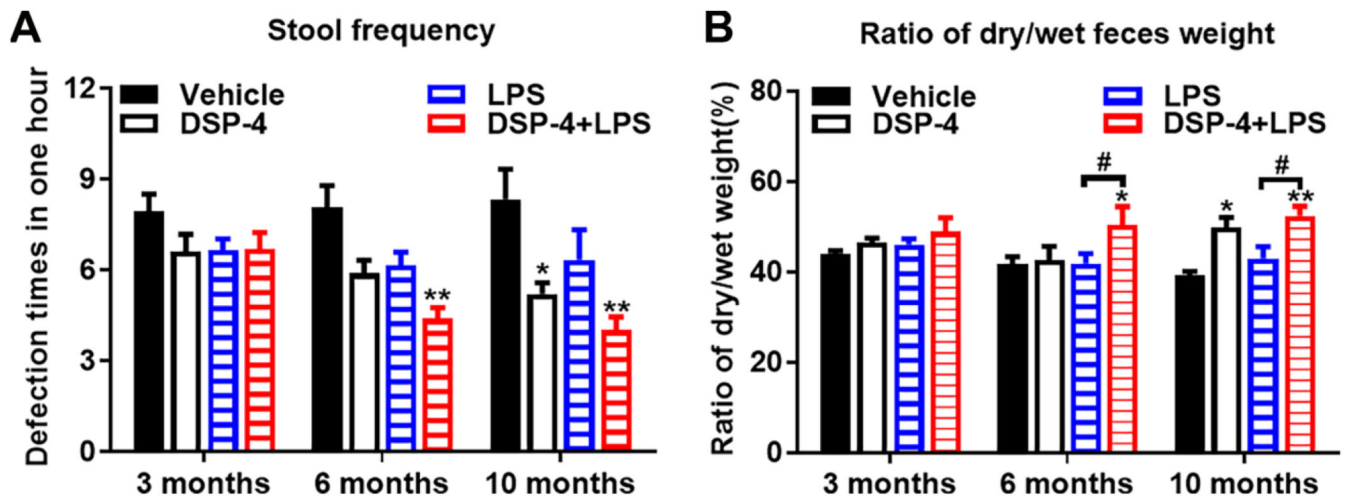 A
Stool frequency
Defection times in one hour
12
9
6
3
0
Vehicle
DSP-4
LPS
DSP-4+LPS
**
*
**
3 months
6 months
10 months
B
Ratio of dry/wet feces weight
Ratio of dry/wet weight(%)
80
60
40
20
0
Vehicle
DSP-4
LPS
DSP-4+LPS
#
*
*
#
**
3 months
6 months
10 months